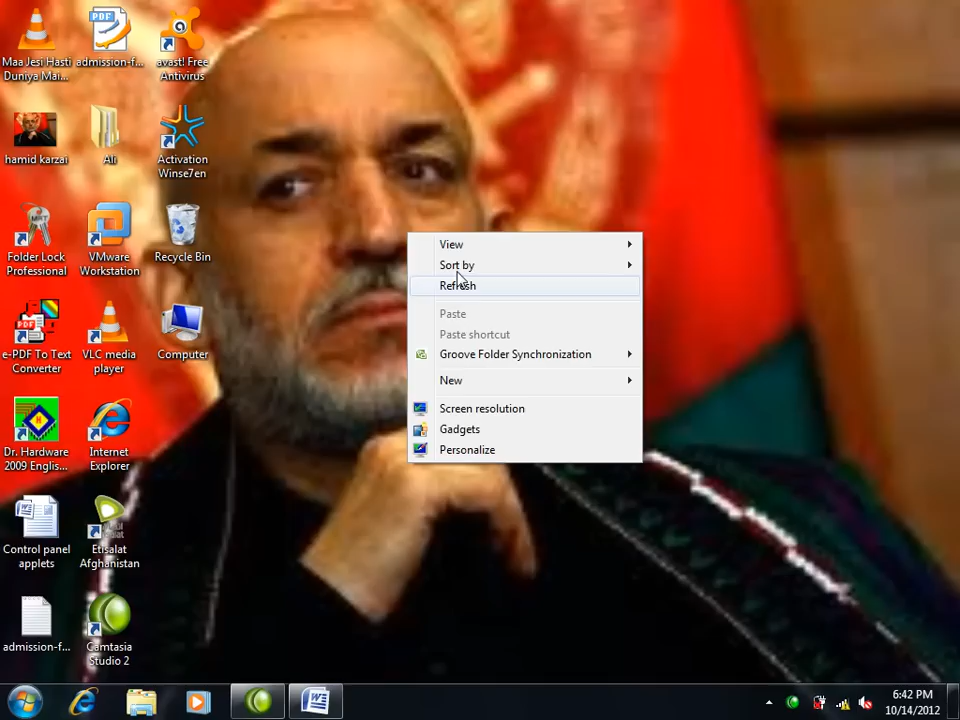 Maa Jesi Hasti
Duniya Mai...
admission-f...
avast! Free
Antivirus
hamid karzai
Ali
Activation
Winse7en
Folder Lock
Professional
VMware
Workstation
Recycle Bin
e-PDF To Text
Converter
VLC media
player
Computer
Dr. Hardware
2009 Englis...
Internet
Explorer
Control panel
applets
Etisalat
Afghanistan
admission-f...
Camtasia
Studio 2
View
Sort by
Refresh
Paste
Paste shortcut
Groove Folder Synchronization
New
Screen resolution
Gadgets
Personalize
6:42 PM
10/14/2012